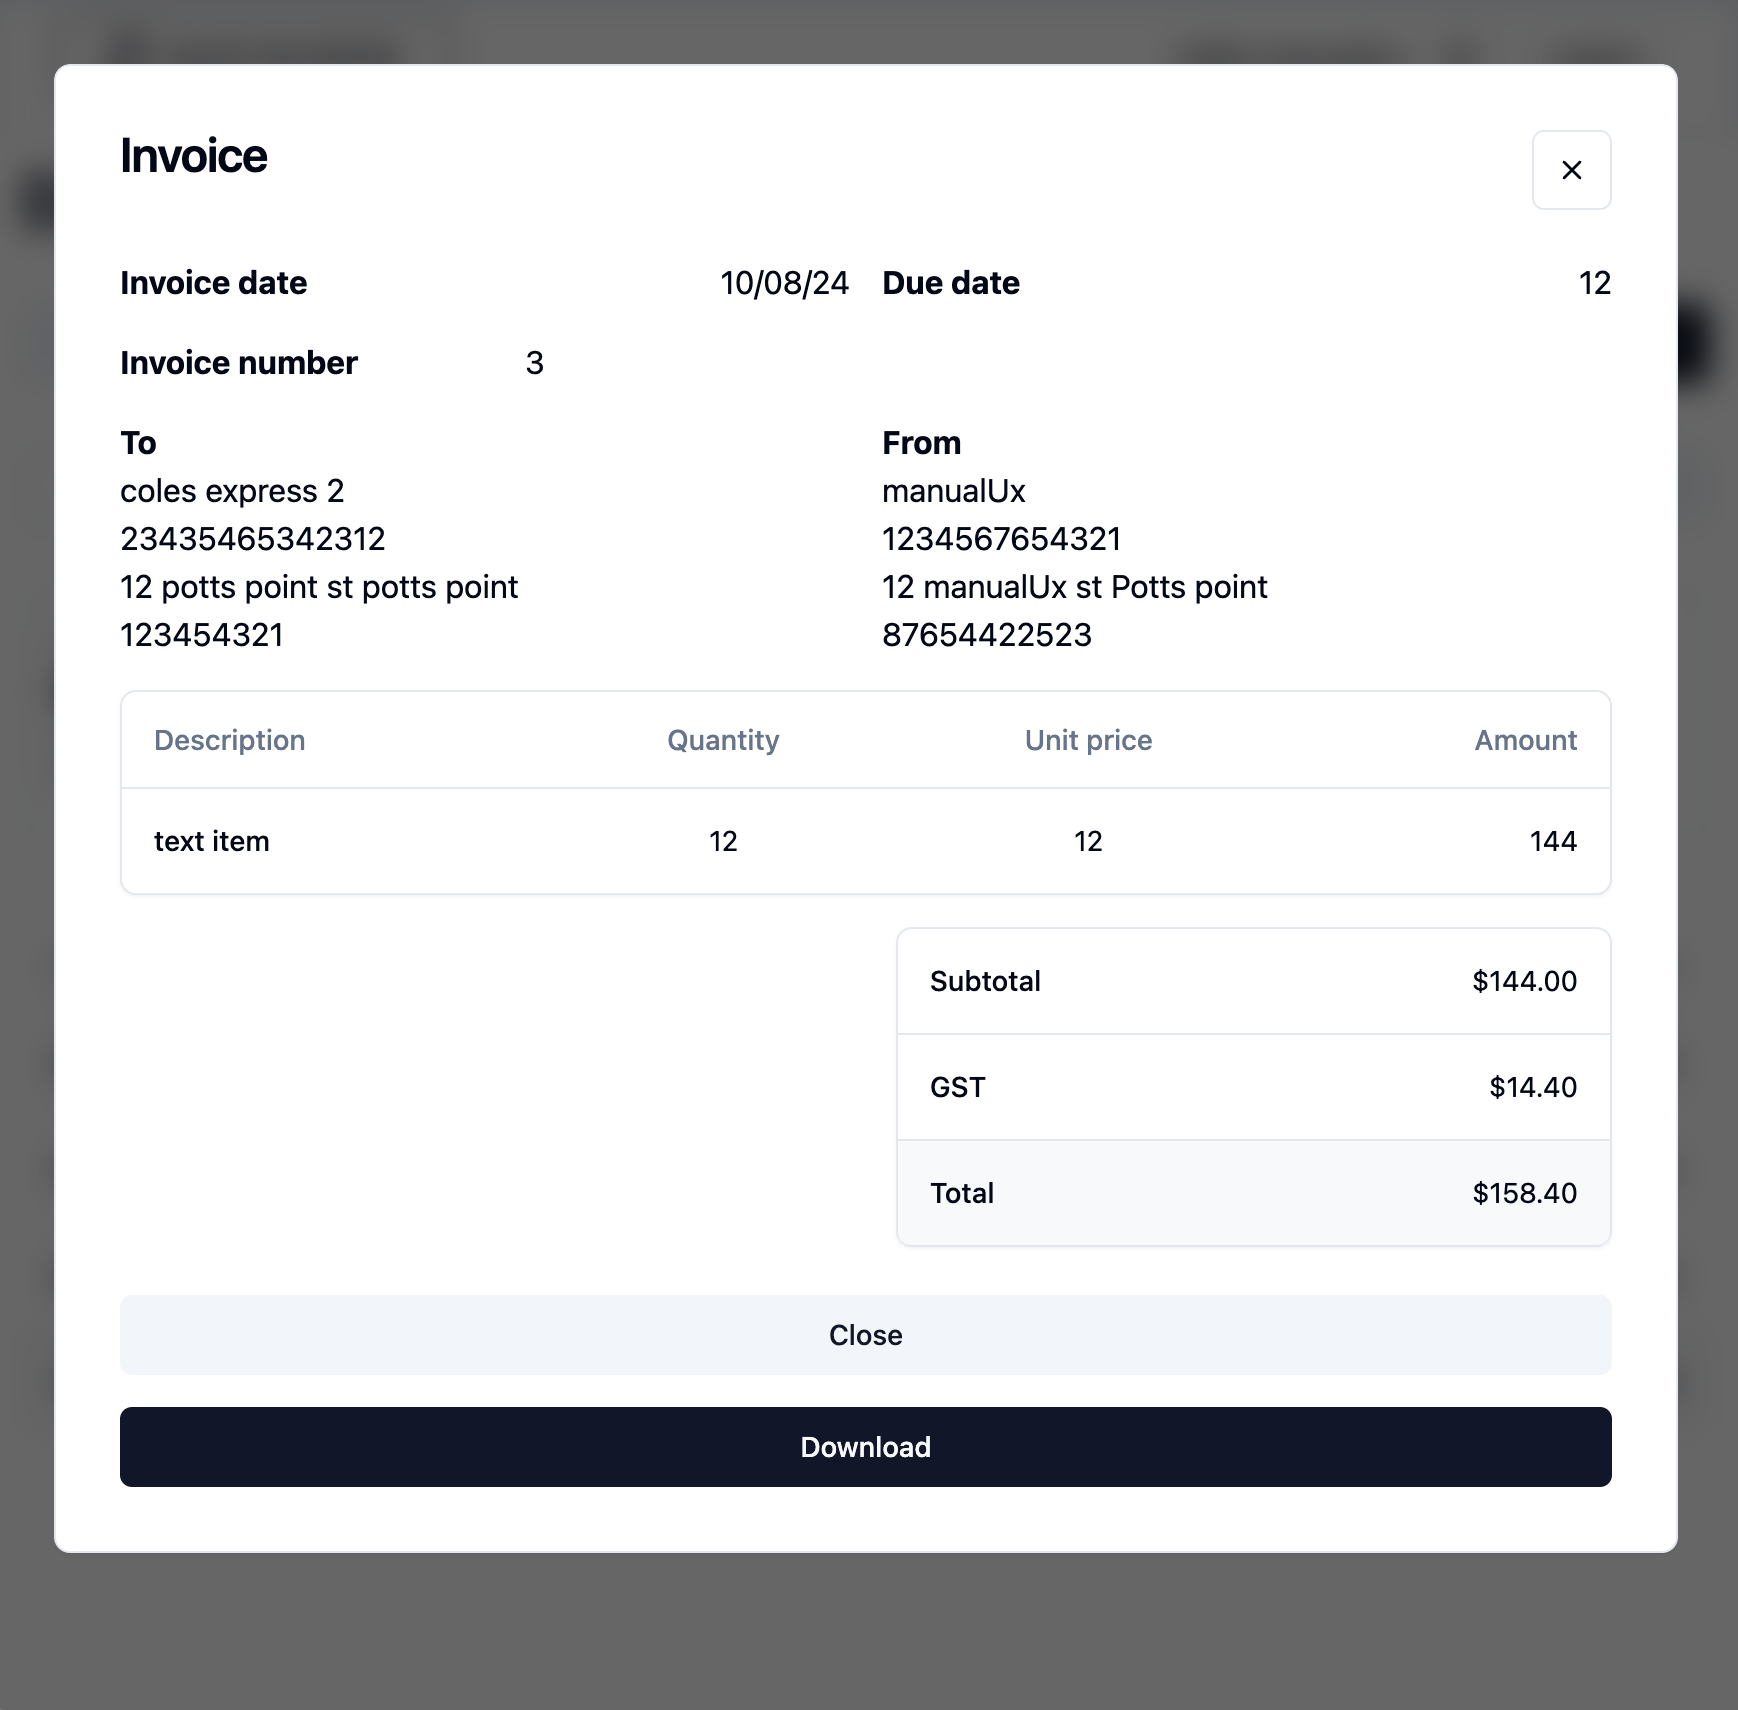 Invoice
Invoice date 10/08/24 Due date 12
Invoice number 3
To
coles express 2
23435465342312
12 potts point st potts point
123454321
From
manualUx
1234567654321
12 manualUx st Potts point
87654422523
Description Quantity Unit price Amount
text item 12 12 144
Subtotal $144.00
GST $14.40
Total $158.40
Close
Download